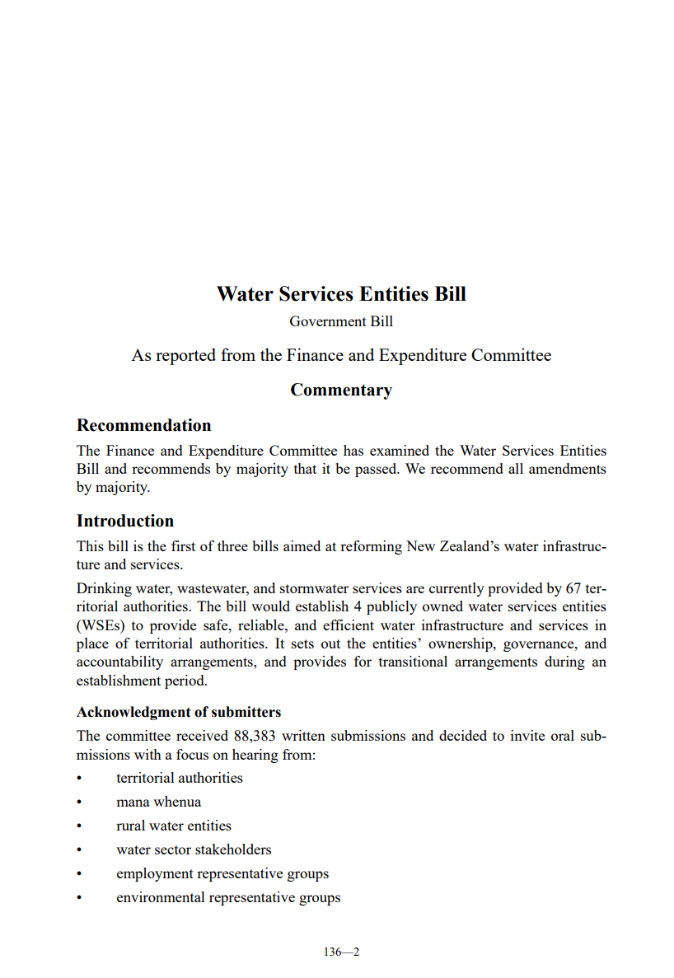 Water Services Entities Bill
Government Bill
As reported from the Finance and Expenditure Committee
Commentary
Recommendation
The Finance and Expenditure Committee has examined the Water Services Entities
Bill and recommends by majority that it be passed. We recommend all amendments
by majority.
Introduction
This bill is the first of three bills aimed at reforming New Zealand’s water infrastruc-
ture and services.
Drinking water, wastewater, and stormwater services are currently provided by 67 ter-
ritorial authorities. The bill would establish 4 publicly owned water services entities
(WSEs) to provide safe, reliable, and efficient water infrastructure and services in
place of territorial authorities. It sets out the entities’ ownership, governance, and
accountability arrangements, and provides for transitional arrangements during an
establishment period.
Acknowledgment of submitters
The committee received 88,383 written submissions and decided to invite oral sub-
missions with a focus on hearing from:
• territorial authorities
• mana whenua
• rural water entities
• water sector stakeholders
• employment representative groups
• environmental representative groups
136—2